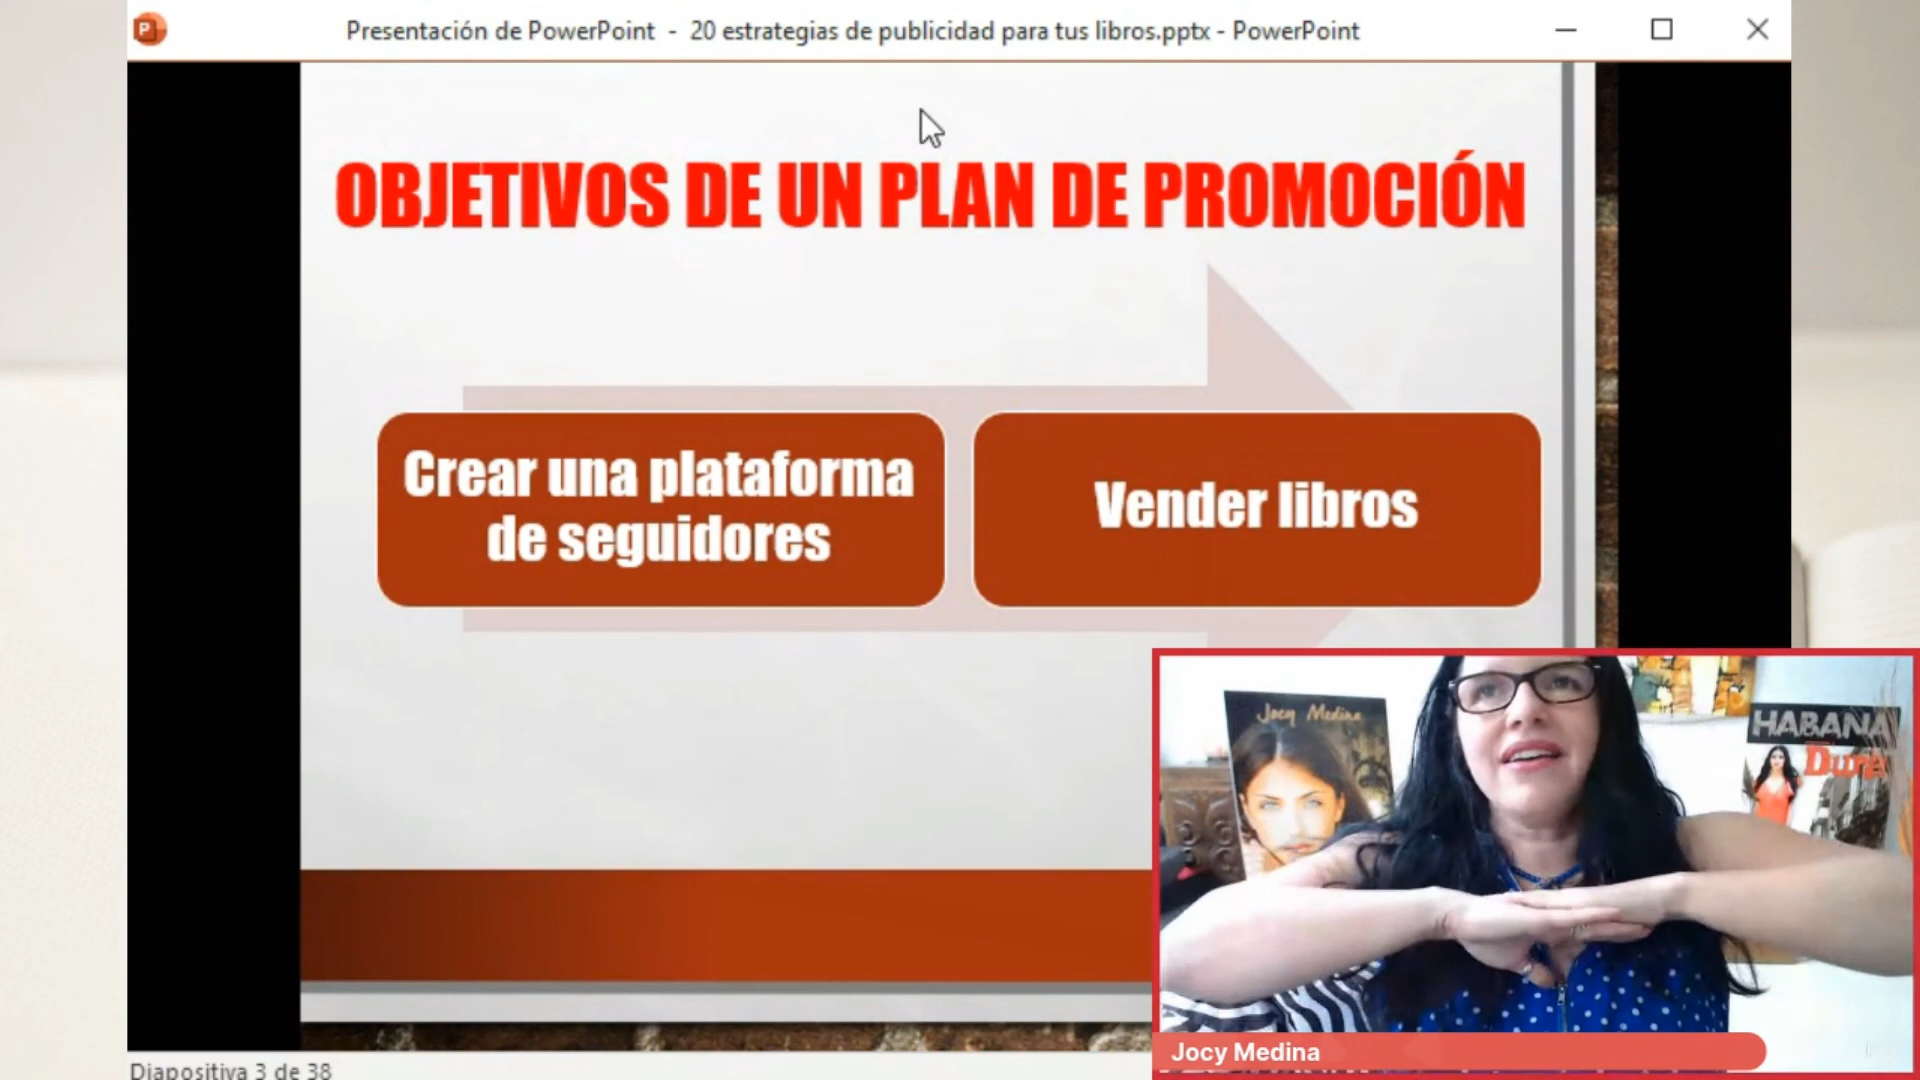 Presentación de PowerPoint - 20 estrategias de publicidad para tus libros.pptx - PowerPoint
OBJETIVOS DE UN PLAN DE PROMOCIÓN
Crear una plataforma
de seguidores
Vender libros
Jocy Medina
HABANA
Dura
Jocy Medina
Diapositiva 3 de 38